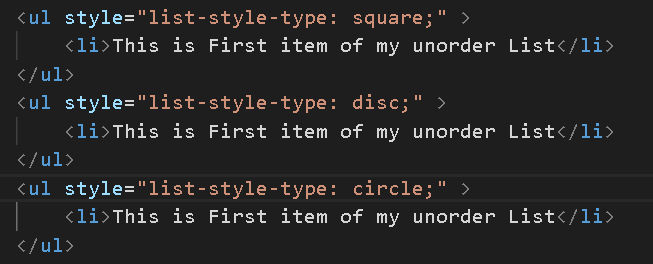 <ul style="list-style-type: square;" >
    <li>This is First item of my unorder List</li>
</ul>
<ul style="list-style-type: disc;" >
    <li>This is First item of my unorder List</li>
</ul>
<ul style="list-style-type: circle;" >
    <li>This is First item of my unorder List</li>
</ul>